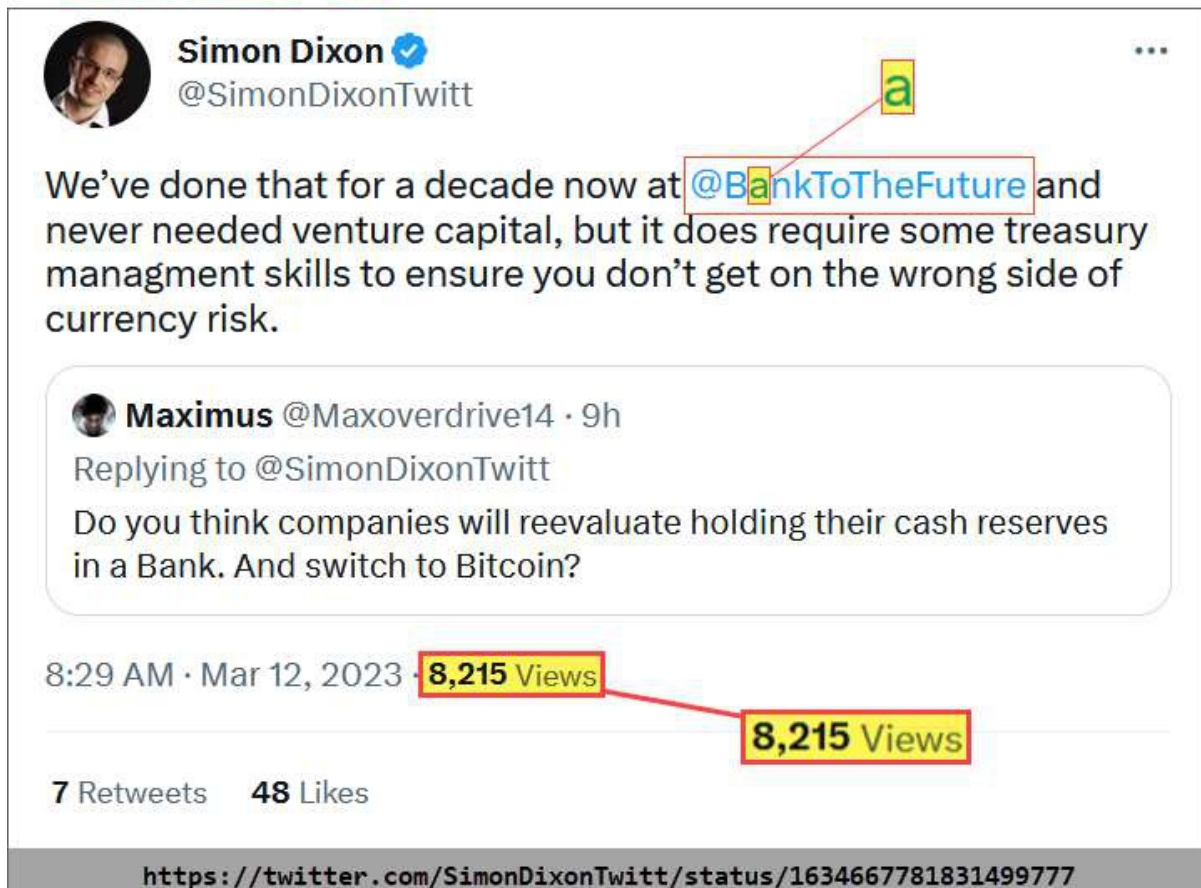 Simon Dixon
@SimonDixonTwitt
a
We’ve done that for a decade now at @BankToTheFuture and
never needed venture capital, but it does require some treasury
managment skills to ensure you don’t get on the wrong side of
currency risk.
Maximus @Maxoverdrive14 · 9h
Replying to @SimonDixonTwitt
Do you think companies will reevaluate holding their cash reserves
in a Bank. And switch to Bitcoin?
8:29 AM · Mar 12, 2023 · 8,215 Views
8,215 Views
7 Retweets 48 Likes
https://twitter.com/SimonDixonTwitt/status/1634667781831499777